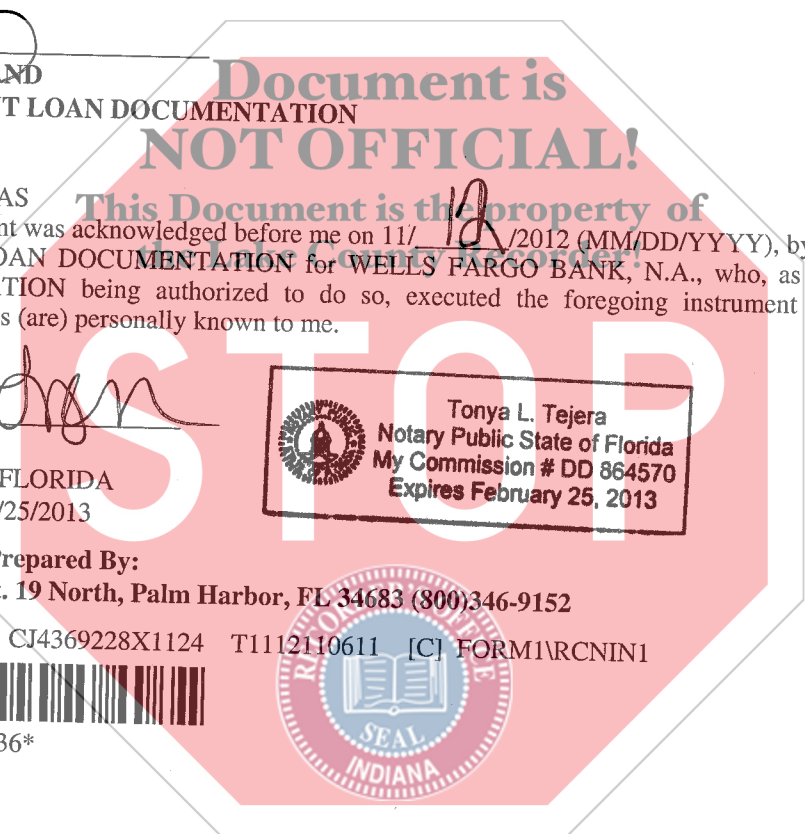 AND
T LOAN DOCUMENTATION
Document is
NOT OFFICIAL!
This Document is the property of
the Lake County Recorder!
AS
nt was acknowledged before me on 11/12/2012 (MM/DD/YYYY), by
OAN DOCUMENTATION for WELLS FARGO BANK, N.A., who, as
TION being authorized to do so, executed the foregoing instrument
s (are) personally known to me.
STOP
Tonya L. Tejera
Notary Public State of Florida
My Commission # DD 864570
Expires February 25, 2013
FLORIDA
/25/2013
Prepared By:
. 19 North, Palm Harbor, FL 34683 (800)346-9152
CJ4369228X1124 T1112110611 [C] FORM1\RCNIN1
36*
RECORDER'S OFFICE
SEAL
INDIANA